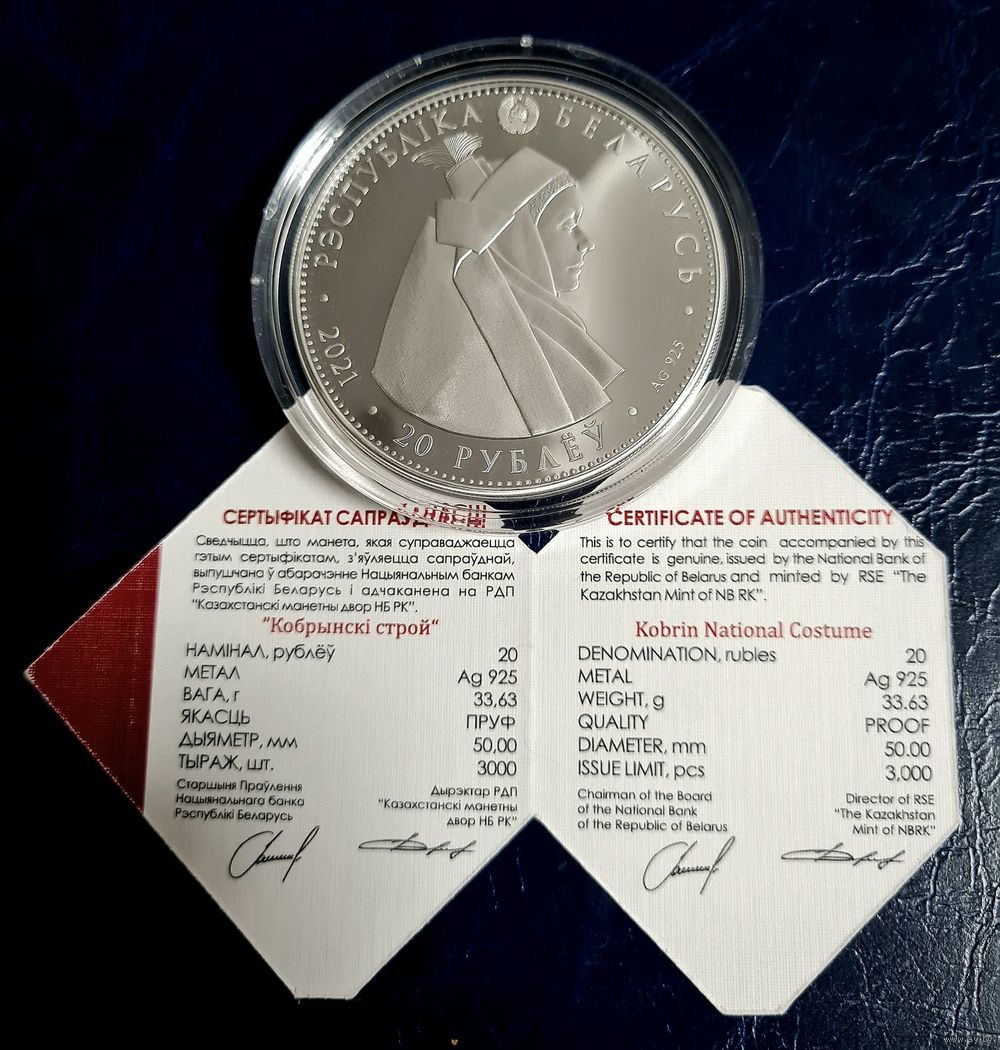 РЭСПУБЛІКА БЕЛАРУСЬ
2021
AG 925
20 РУБЛЁЎ
СЕРТЫФІКАТ
Сведчыцца, што манета, якая суправаджаецца
гэтым сертыфікатам, з'яўляецца сапраўднай,
выпушчана ў абарачэнне Нацыянальным банкам
Рэспублікі Беларусь і адчаканена на РДП
"Казахстанскі манетны двор НБ РК".
"Кобрынскі строй"
НАМІНАЛ, рублёў 20
МЕТАЛ Ag 925
ВАГА, г 33,63
ЯКАСЦЬ ПРУФ
ДЫЯМЕТР, мм 50,00
ТЫРАЖ, шт. 3000
Старшыня Праўлення
Нацыянальнага банка
Рэспублікі Беларусь
Дырэктар РДП
"Казахстанскі манетны
двор НБ РК"
CERTIFICATE OF AUTHENTICITY
This is to certify that the coin accompanied by this
certificate is genuine, issued by the National Bank of
the Republic of Belarus and minted by RSE "The
Kazakhstan Mint of NB RK".
Kobrin National Costume
DENOMINATION, rubles 20
METAL Ag 925
WEIGHT, g 33.63
QUALITY PROOF
DIAMETER, mm 50.00
ISSUE LIMIT, pcs 3,000
Chairman of the Board
of the National Bank
of the Republic of Belarus
Director of RSE
"The Kazakhstan
Mint of NBRK"
www.ay.by